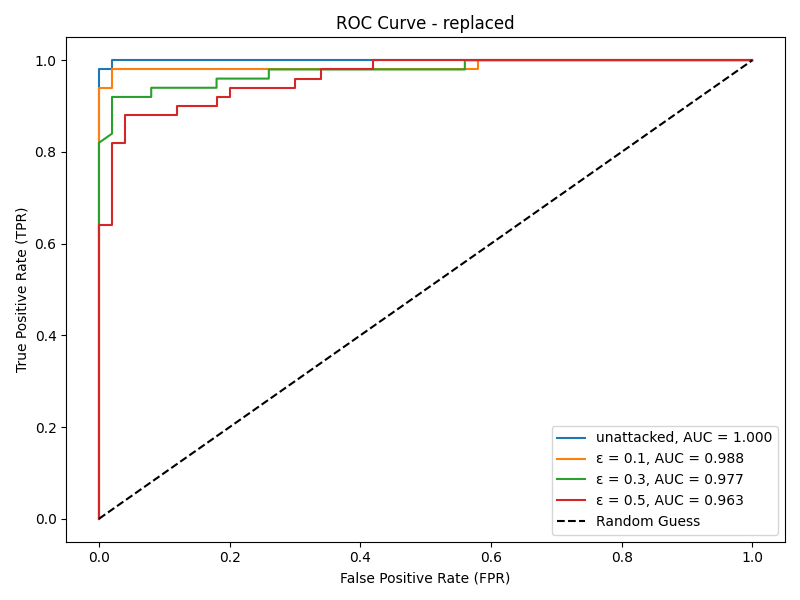 ROC Curve - replaced
True Positive Rate (TPR)
1.0
0.8
0.6
0.4
0.2
0.0
0.0 0.2 0.4 0.6 0.8 1.0
False Positive Rate (FPR)
unattacked, AUC = 1.000
ε = 0.1, AUC = 0.988
ε = 0.3, AUC = 0.977
ε = 0.5, AUC = 0.963
Random Guess